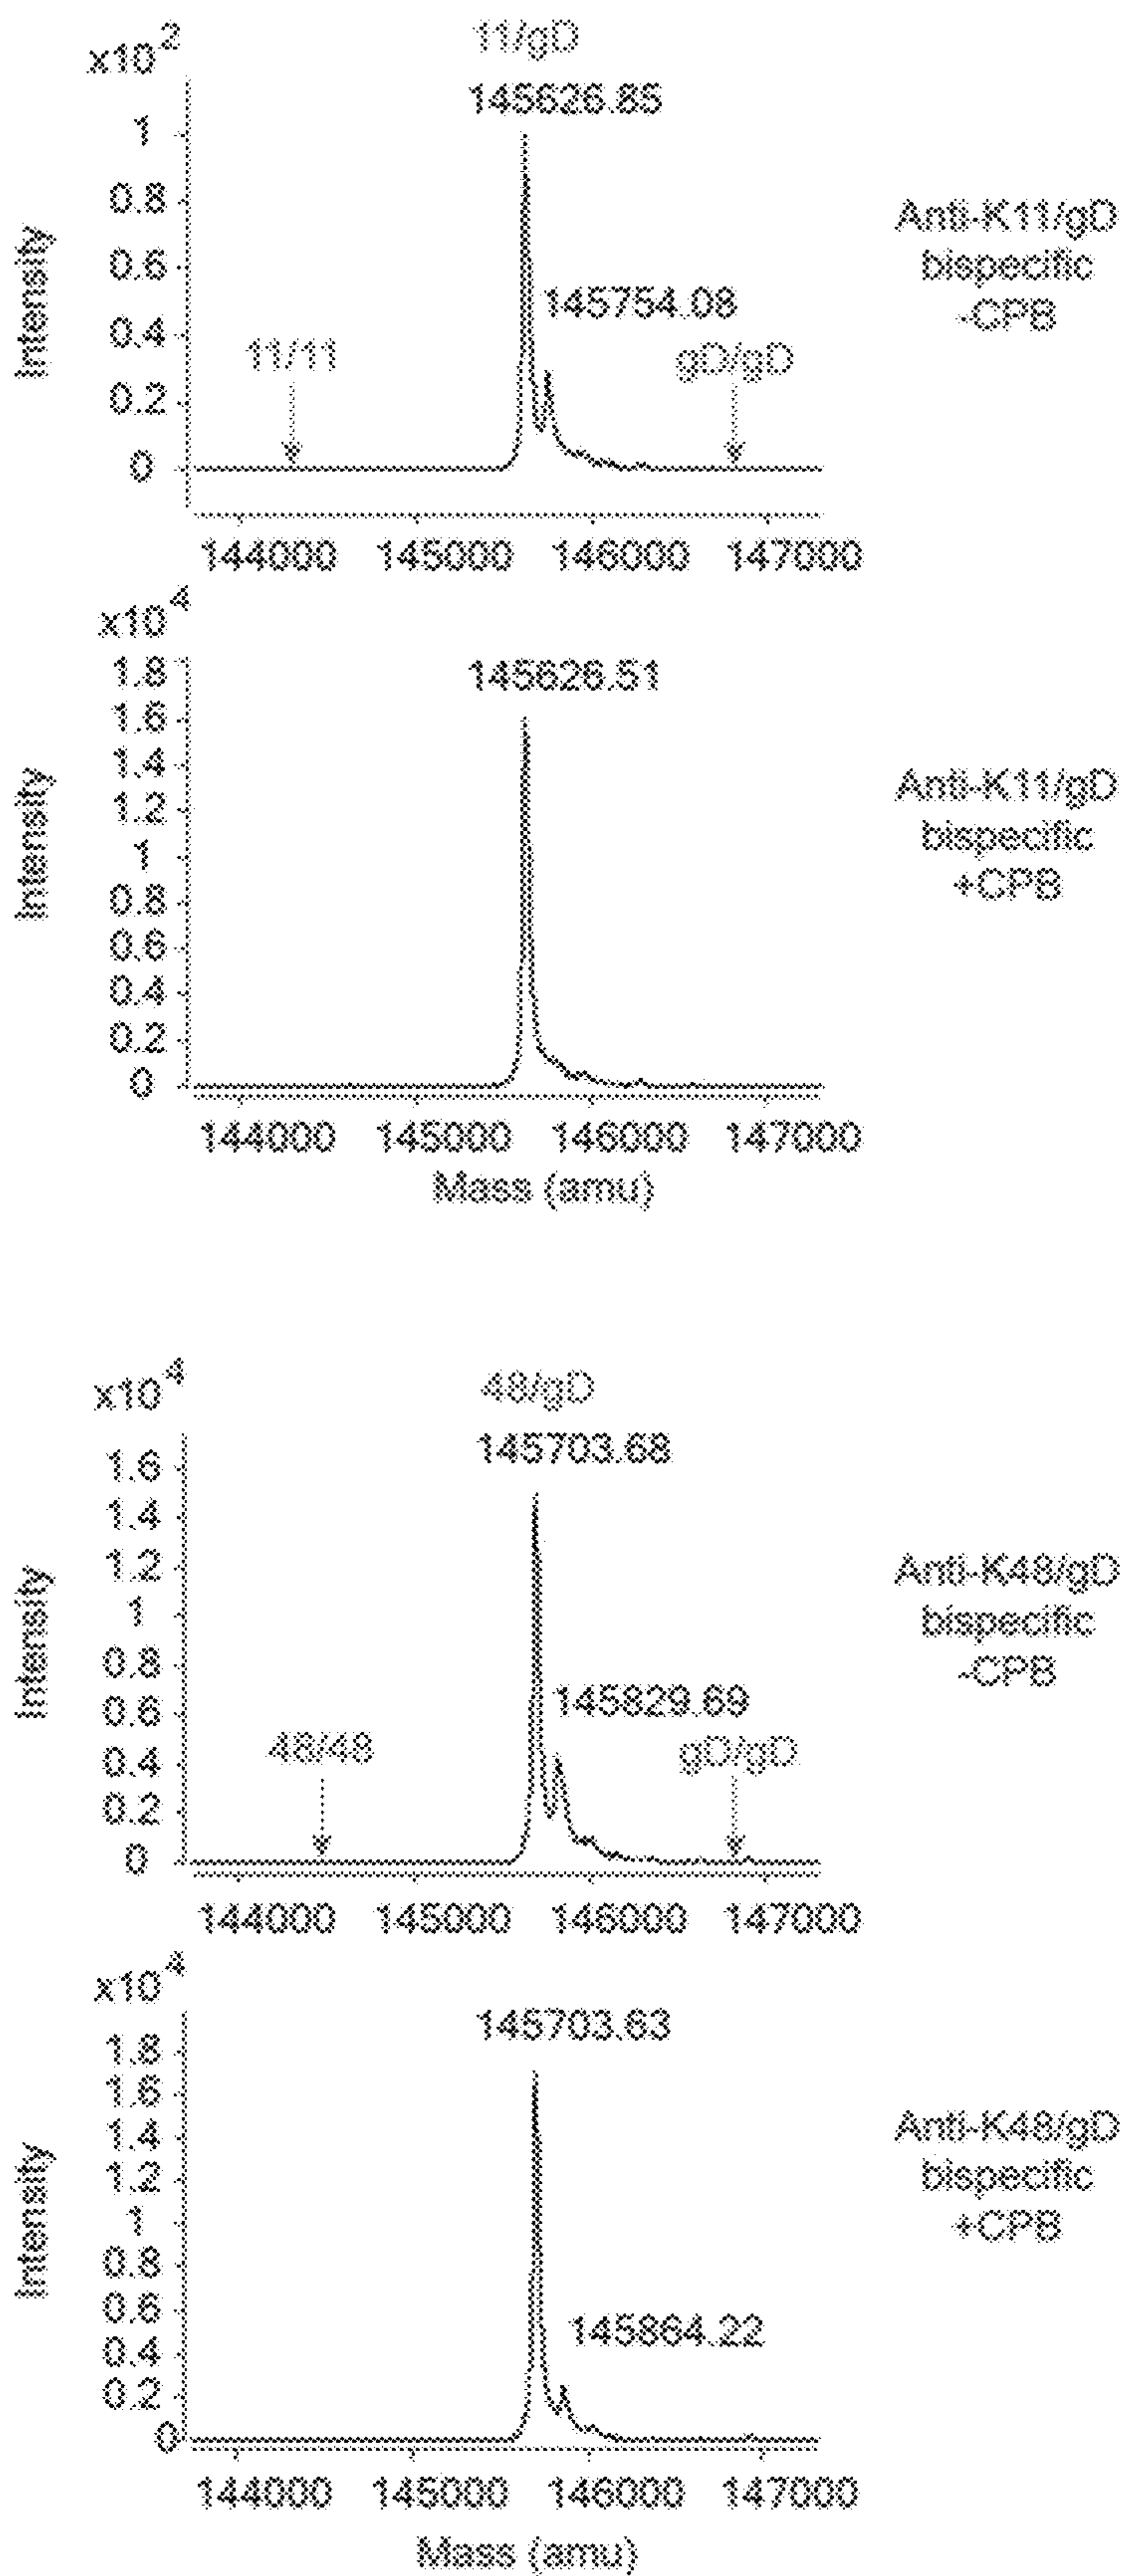 x10^2
11/gD
145626.85
1
0.8
0.6
0.4
0.2
0
Intensity
145754.08
11/11
gD/gD
Anti-K11/gD
bispecific
-CPB
144000 145000 146000 147000
x10^4
145626.51
1.8
1.6
1.4
1.2
1
0.8
0.6
0.4
0.2
0
Intensity
Anti-K11/gD
bispecific
+CPB
144000 145000 146000 147000
Mass (amu)
x10^4
48/gD
145703.68
1.6
1.4
1.2
1
0.8
0.6
0.4
0.2
0
Intensity
145829.69
48/48
gD/gD
Anti-K48/gD
bispecific
-CPB
144000 145000 146000 147000
x10^4
145703.63
1.8
1.6
1.4
1.2
1
0.8
0.6
0.4
0.2
0
Intensity
145864.22
Anti-K48/gD
bispecific
+CPB
144000 145000 146000 147000
Mass (amu)